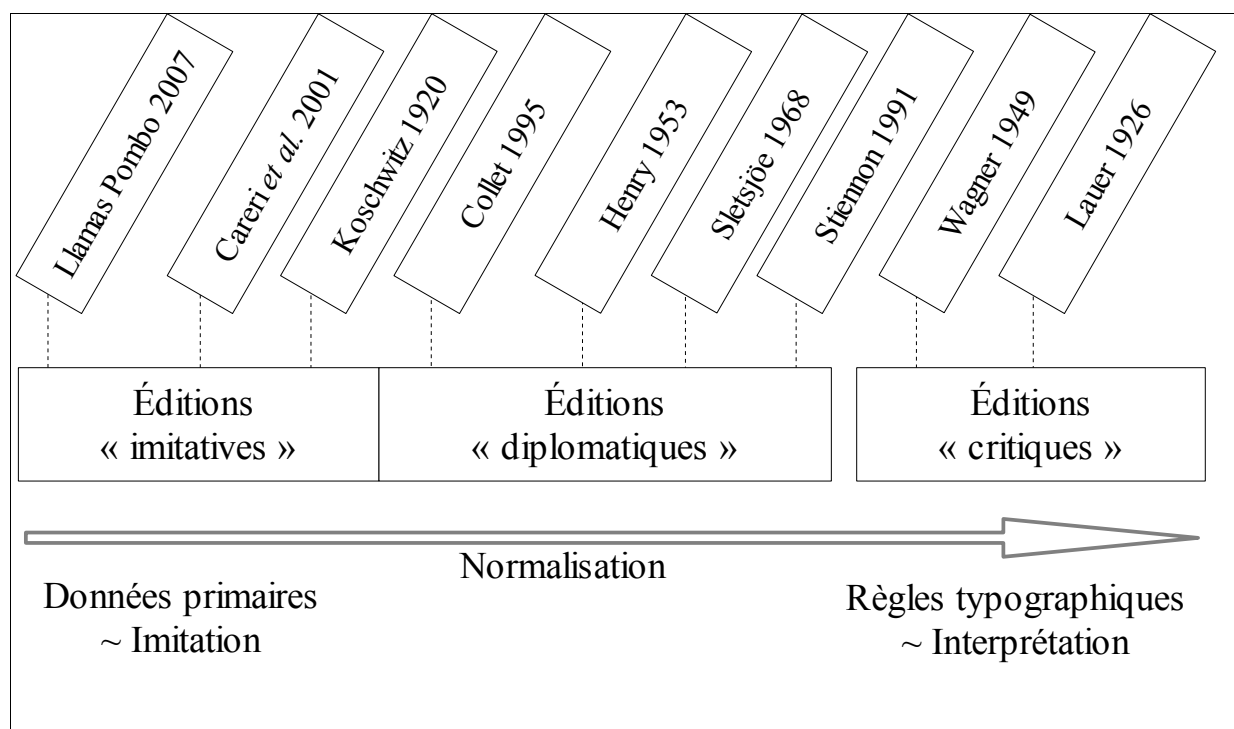 Llamas Pombo 2007
Careri et al. 2001
Koschwitz 1920
Collet 1995
Henry 1953
Sletsjöe 1968
Stiennon 1991
Wagner 1949
Lauer 1926
Éditions
« imitatives »
Éditions
« diplomatiques »
Éditions
« critiques »
Normalisation
Données primaires
~ Imitation
Règles typographiques
~ Interprétation